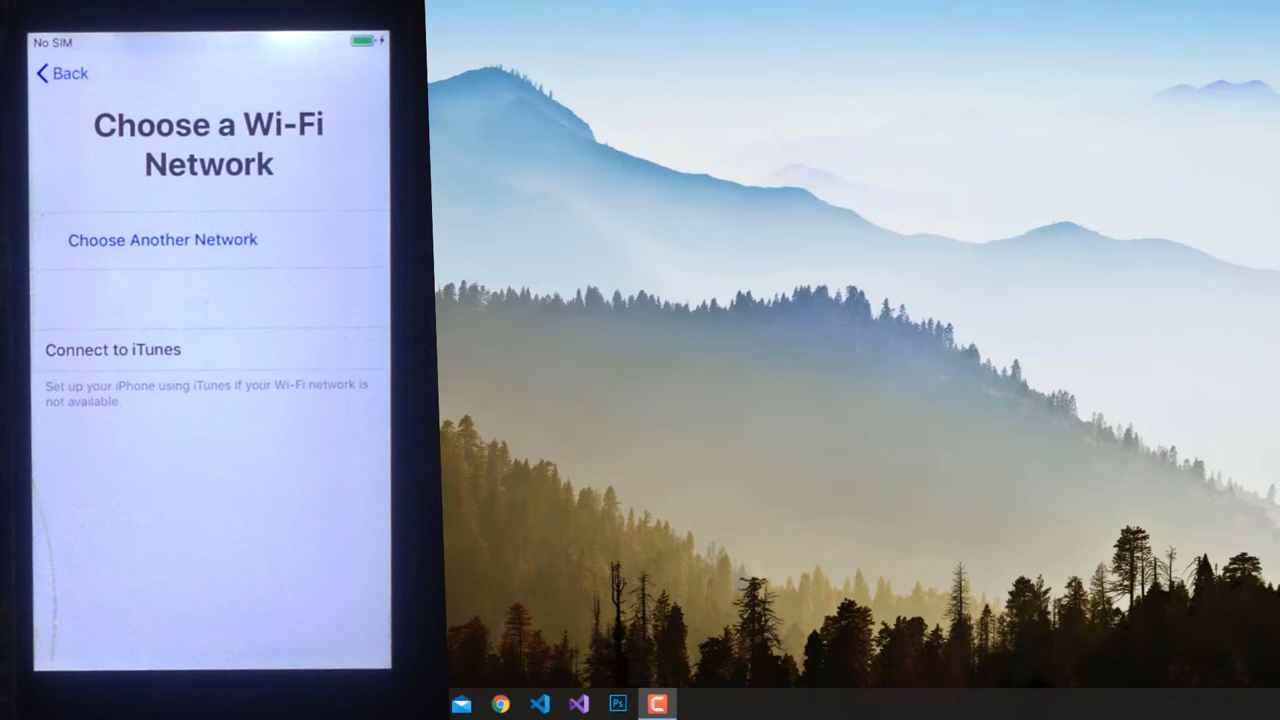 No SIM
Back
Choose a Wi-Fi
Network
Choose Another Network
Connect to iTunes
Set up your iPhone using iTunes if your Wi-Fi network is
not available.
Ps